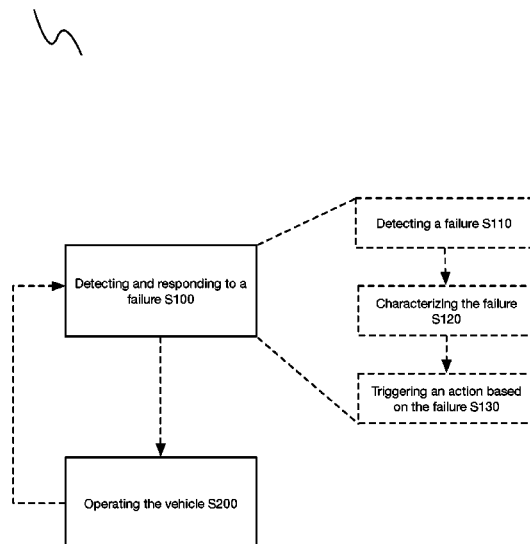 Detecting a failure S110
Detecting and responding to a
failure S100
Characterizing the failure
S120
Triggering an action based
on the failure S130
Operating the vehicle S200